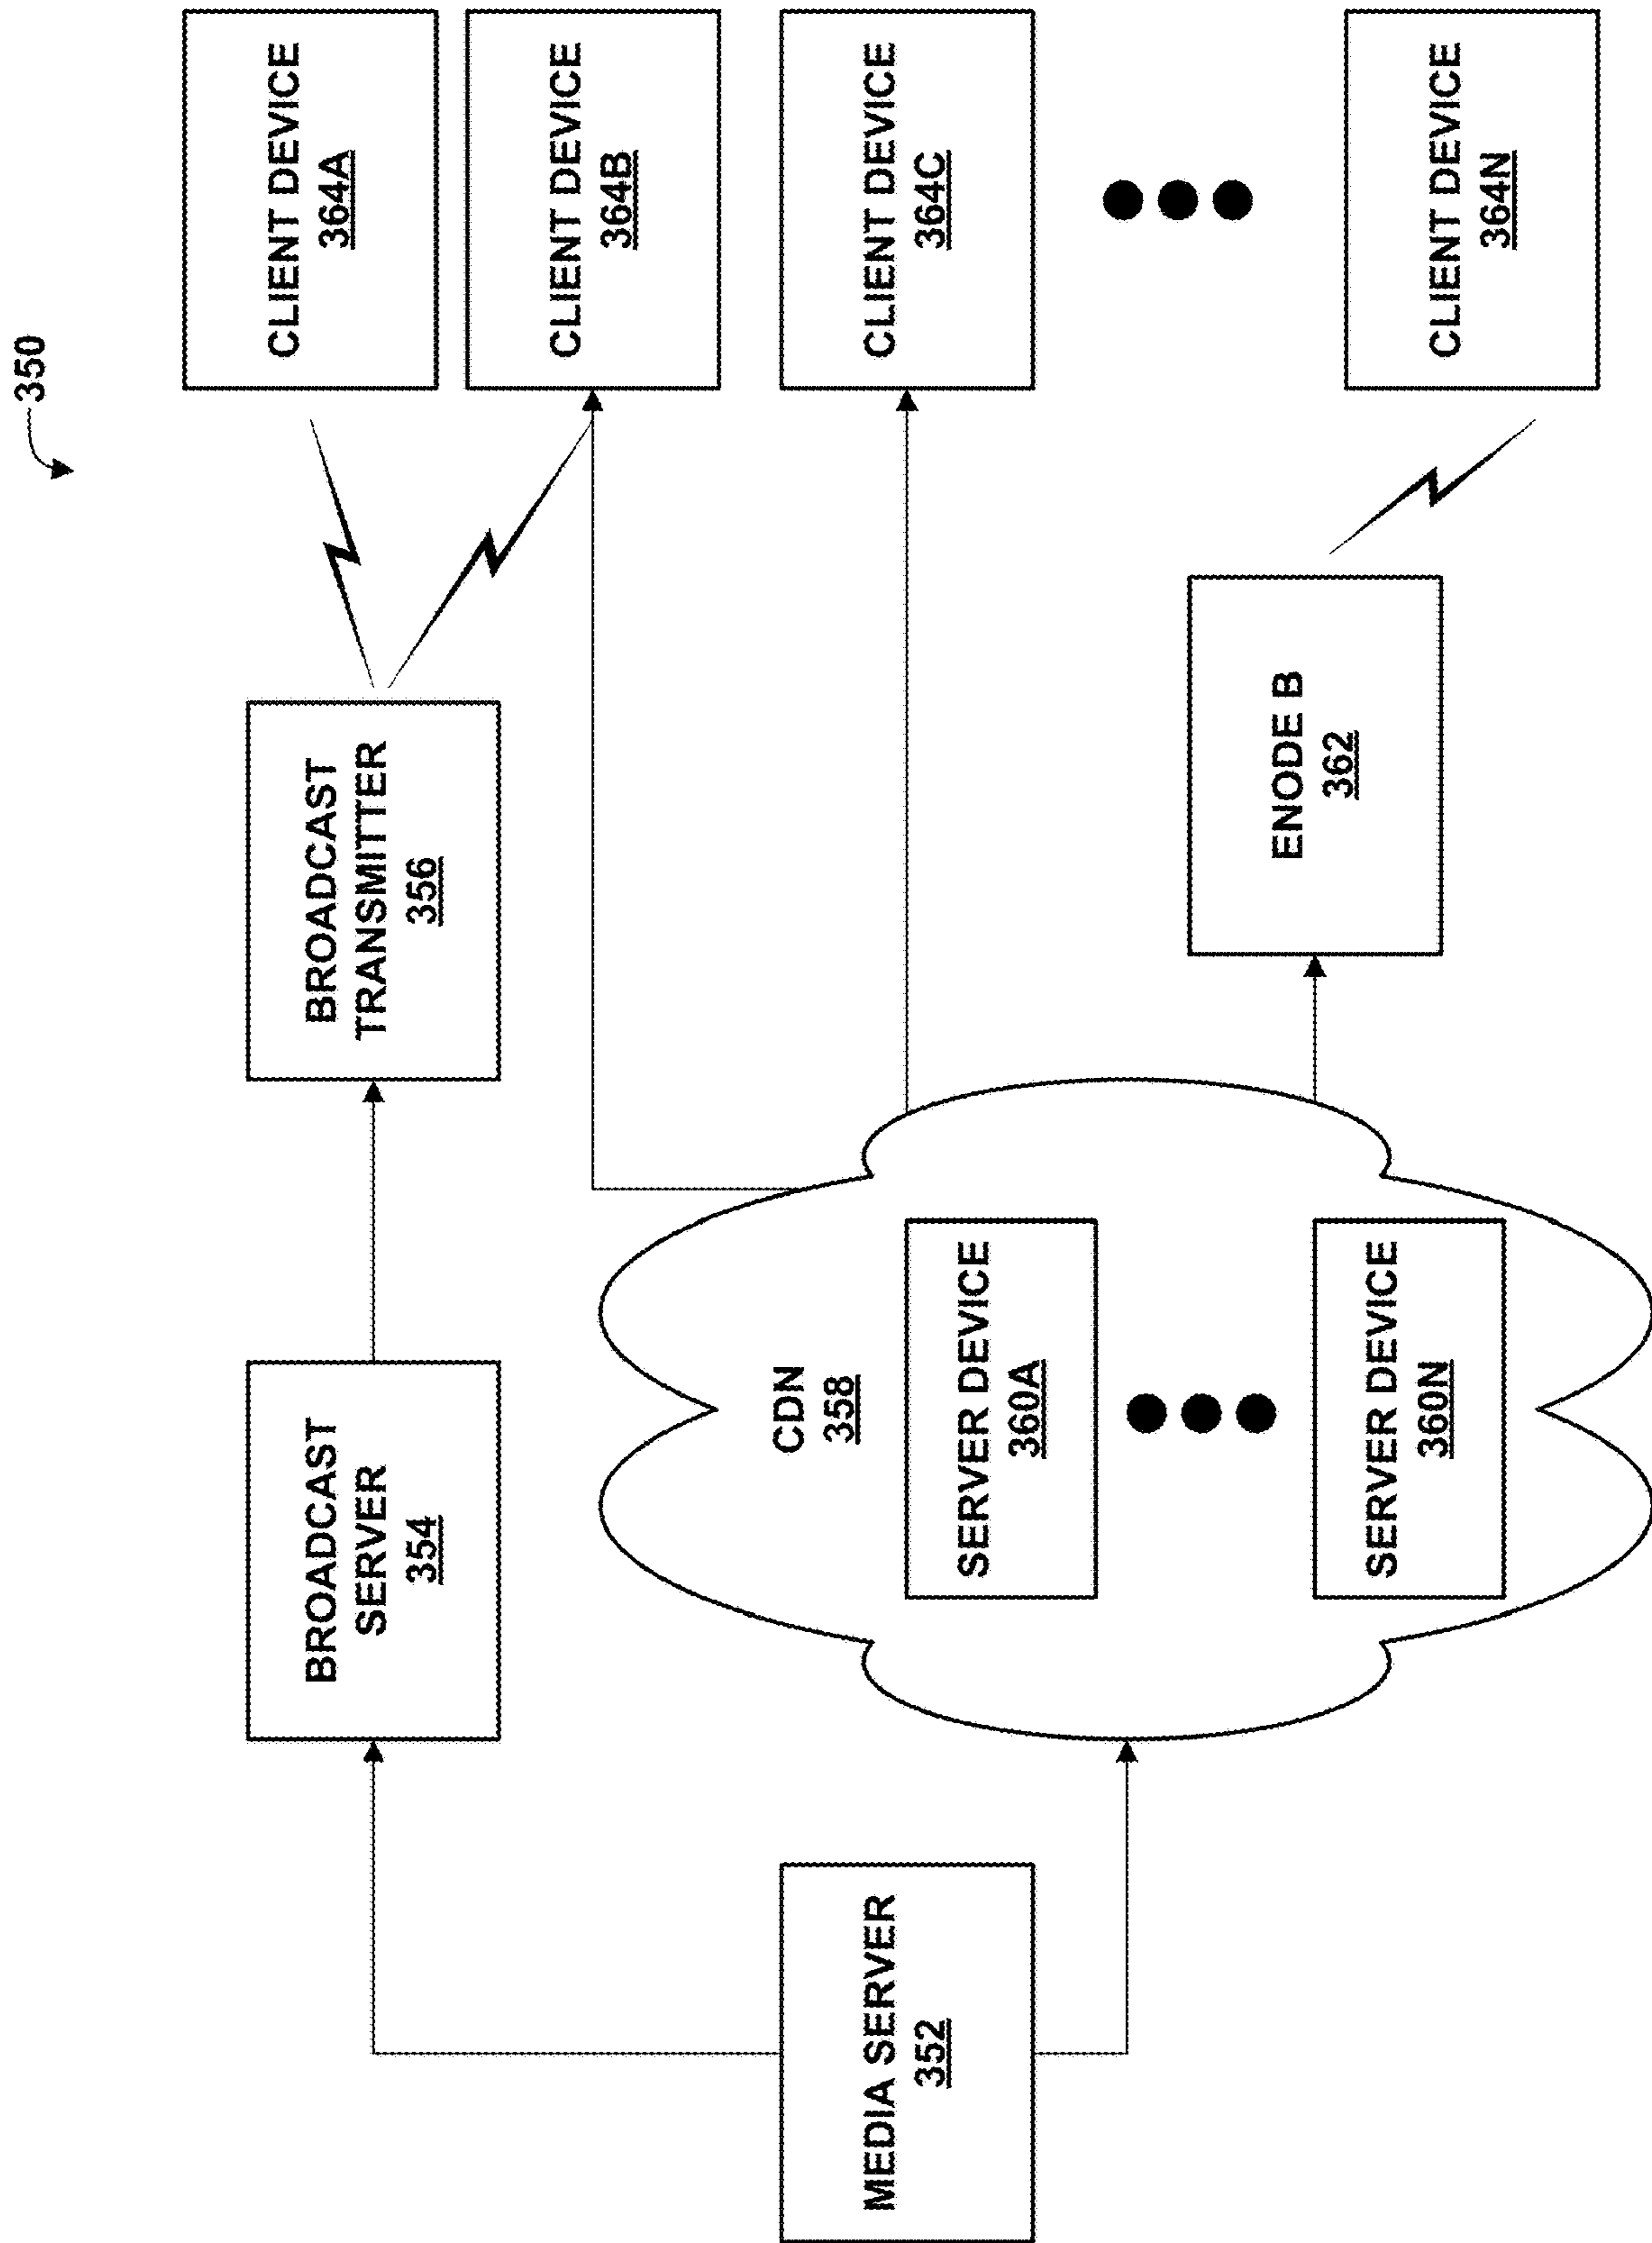 350
MEDIA SERVER
352
BROADCAST
SERVER
354
BROADCAST
TRANSMITTER
356
CDN
358
SERVER DEVICE
360A
SERVER DEVICE
360N
ENODE B
362
CLIENT DEVICE
364A
CLIENT DEVICE
364B
CLIENT DEVICE
364C
CLIENT DEVICE
364N